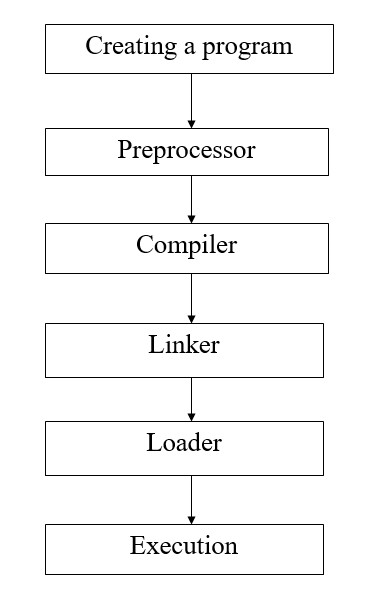 Creating a program
Preprocessor
Compiler
Linker
Loader
Execution